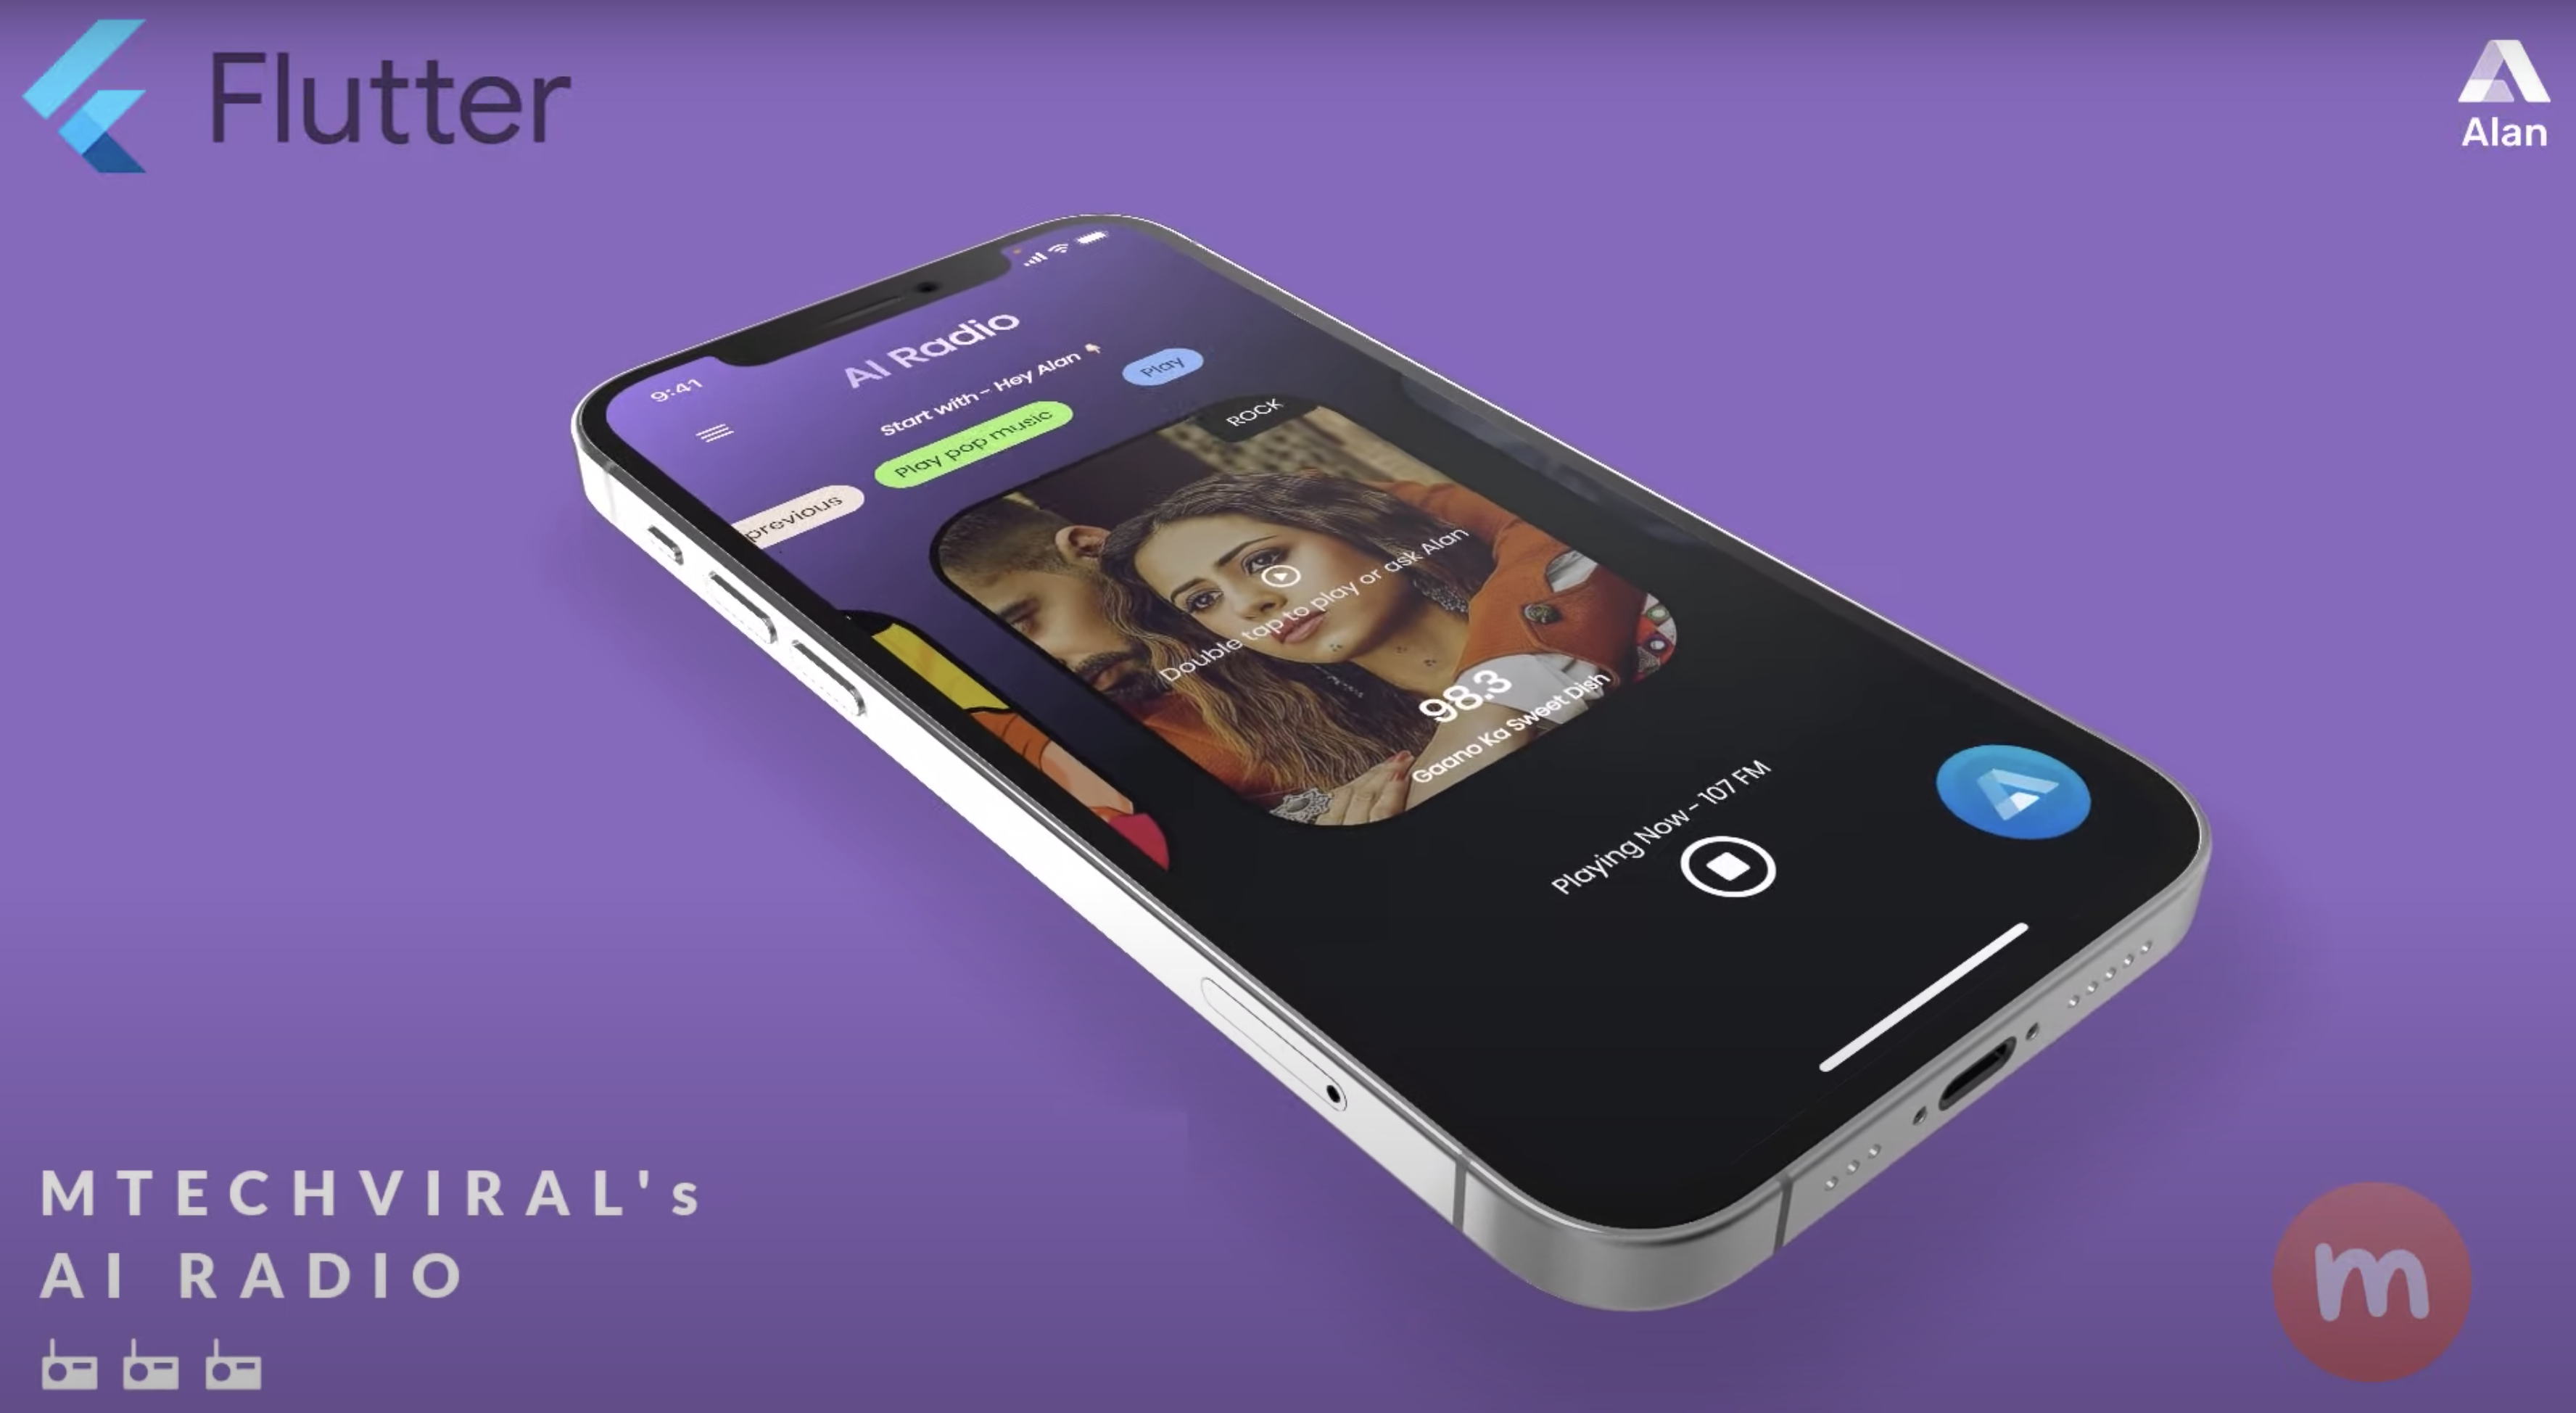 Flutter
Alan
9:41
AI Radio
Start with - Hey Alan 👇🏻
previous
Play pop music
Play
ROCK
Double tap to play or ask Alan
98.3
Gaano Ka Sweet Dish
Playing Now - 107 FM
MTECHVIRAL's
AI RADIO
m